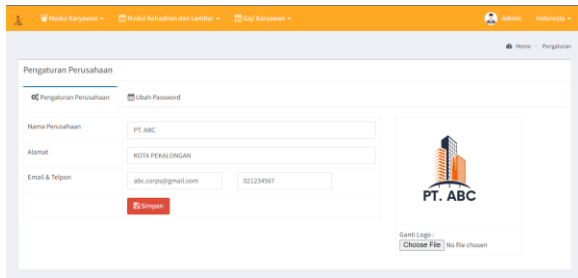 Modul Karyawan Modul Kehadiran dan Lembur Gaji Karyawan Admin Indonesia
Home Pengaturan
Pengaturan Perusahaan
Pengaturan Perusahaan Ubah Password
Nama Perusahaan PT. ABC
Alamat KOTA PEKALONGAN
Email & Telpon abc.corps@gmail.com 021234567
Simpan
PT. ABC
Ganti Logo :
Choose File No file chosen